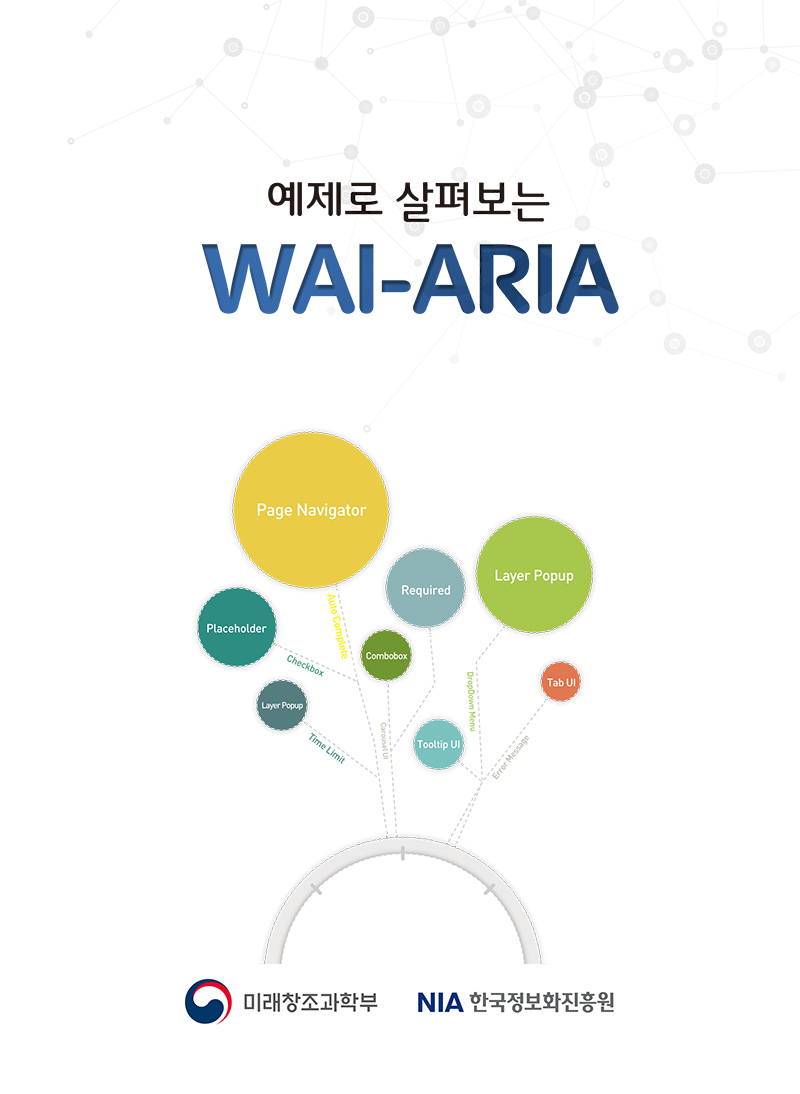 예제로 살펴보는
WAI-ARIA
Page Navigator
Layer Popup
Required
Auto Complete
Placeholder
Combobox
Checkbox
Tab UI
DropDown Menu
Layer Popup
Carousel UI
Tooltip UI
Time Limit
Error Message
미래창조과학부
NIA 한국정보화진흥원